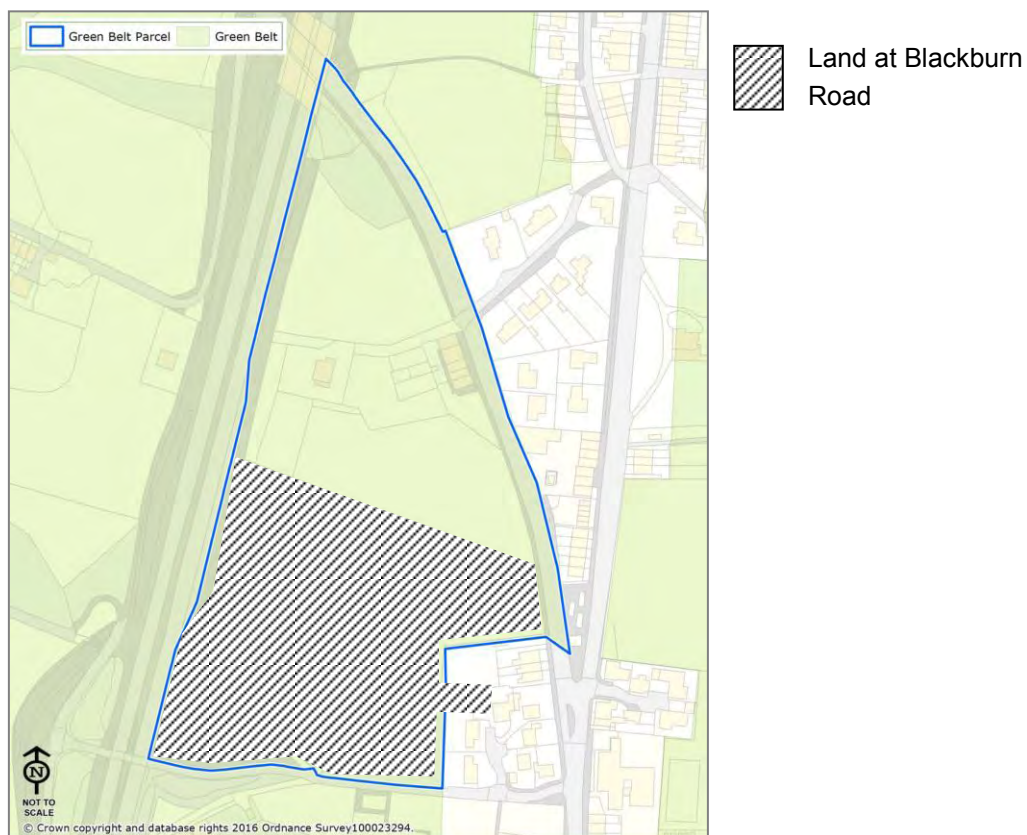 Green Belt Parcel
Green Belt
Land at Blackburn
Road
N
NOT TO
SCALE
© Crown copyright and database rights 2016 Ordnance Survey100023294.